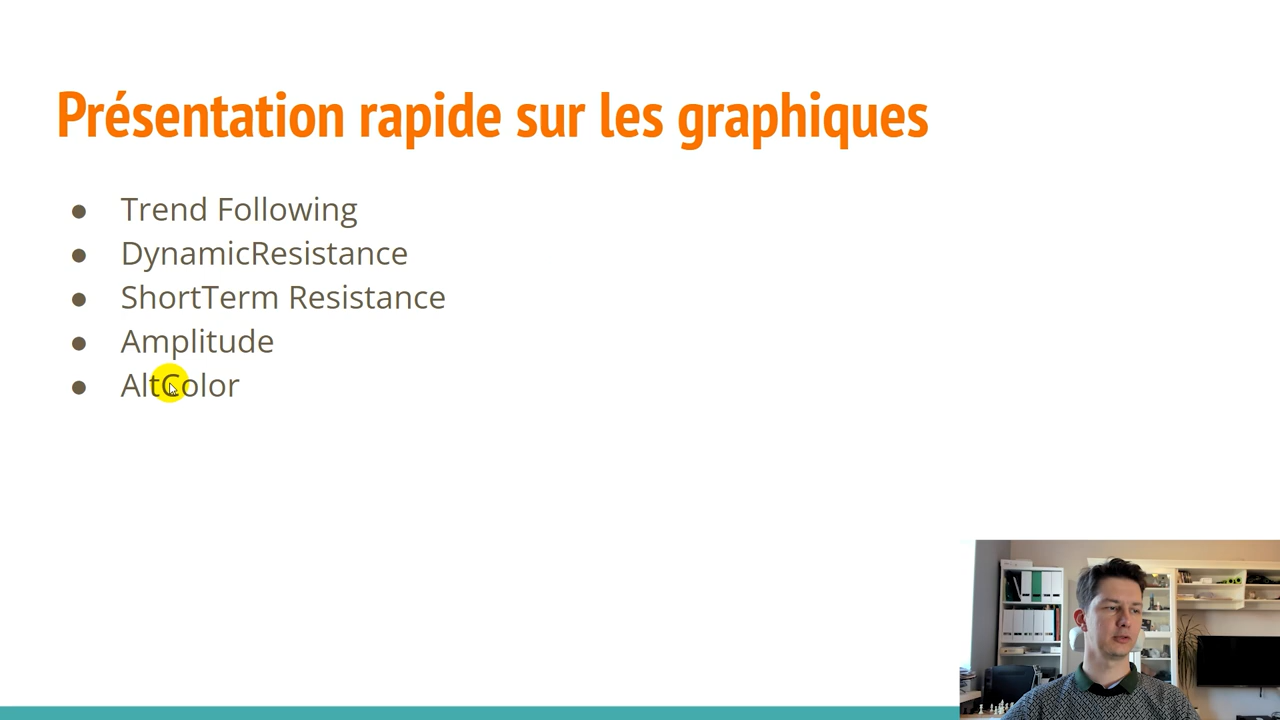 Présentation rapide sur les graphiques
● Trend Following
● DynamicResistance
● ShortTerm Resistance
● Amplitude
● AltColor